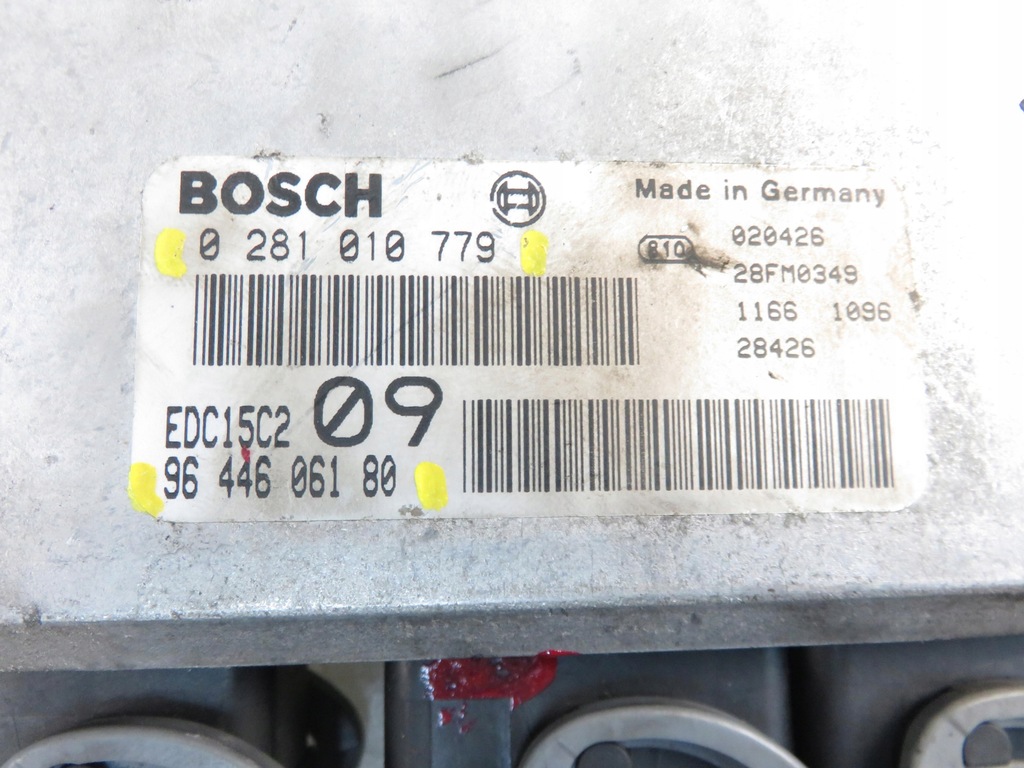 BOSCH
Made in Germany
0 281 010 779
810
020426
28FM0349
1166 1096
28426
EDC15C2 09
96 446 061 80